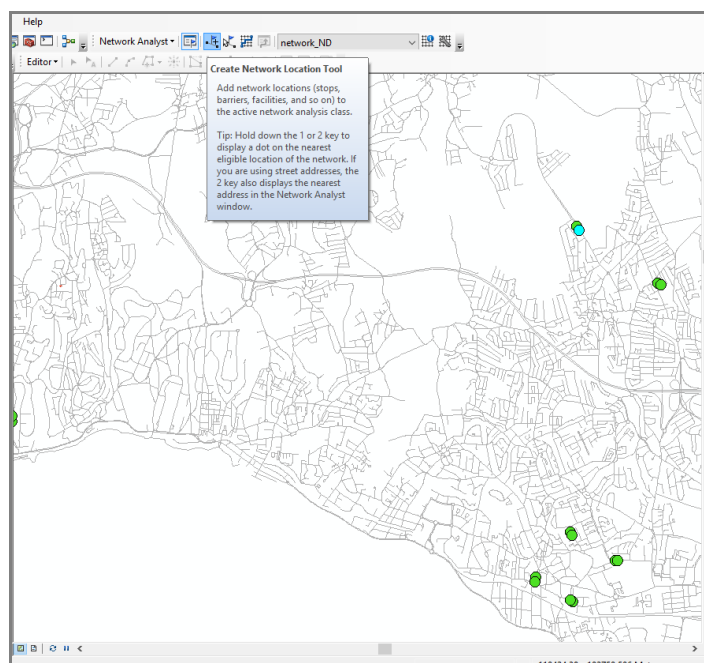 Help
Network Analyst
network_ND
Editor
Create Network Location Tool
Add network locations (stops,
barriers, facilities, and so on) to
the active network analysis class.
Tip: Hold down the 1 or 2 key to
display a dot on the nearest
eligible location of the network. If
you are using street addresses, the
2 key also displays the nearest
address in the Network Analyst
window.